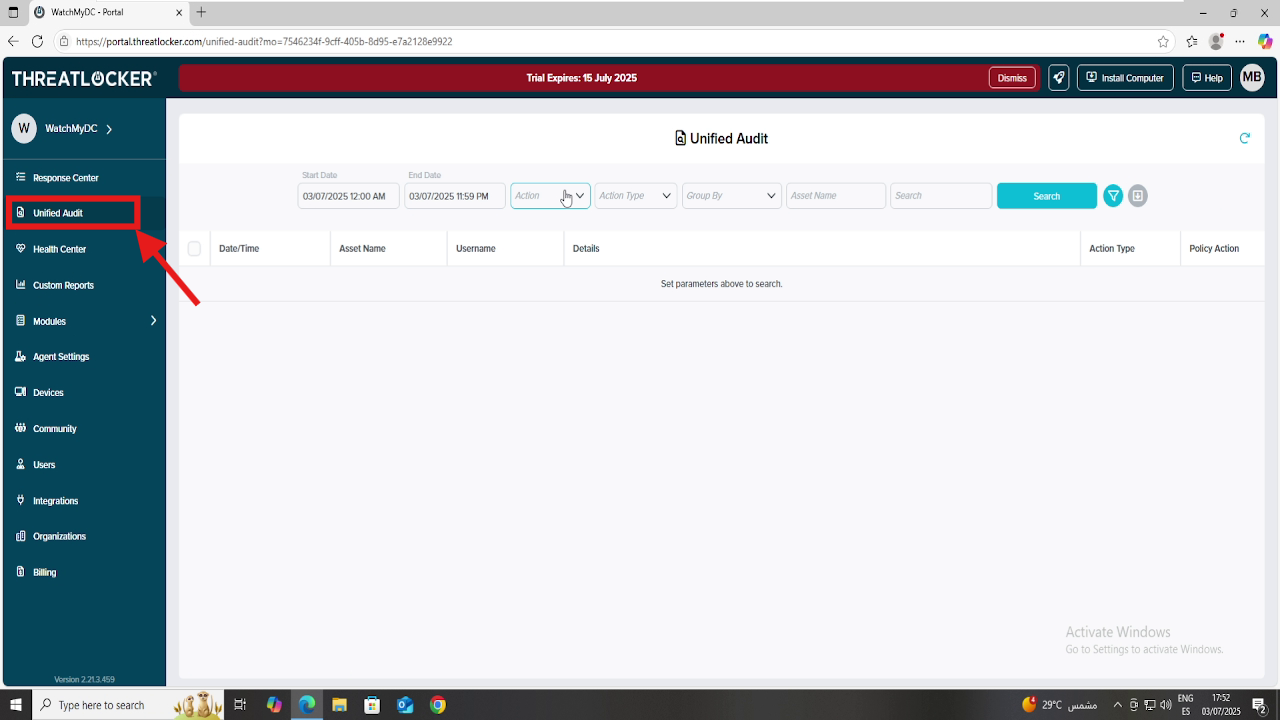 WatchMyDC - Portal
https://portal.threatlocker.com/unified-audit?mo=7546234f-9cff-405b-8d95-e7a2128e9922
THREATLOCKER
Trial Expires: 15 July 2025
Dismiss
Install Computer
Help
MB
W
WatchMyDC
Response Center
Unified Audit
Health Center
Custom Reports
Modules
Agent Settings
Devices
Community
Users
Integrations
Organizations
Billing
Version 2.21.3.459
Unified Audit
Start Date
End Date
03/07/2025 12:00 AM
03/07/2025 11:59 PM
Action
Action Type
Group By
Asset Name
Search
Search
Date/Time
Asset Name
Username
Details
Action Type
Policy Action
Set parameters above to search.
Activate Windows
Go to Settings to activate Windows.
Type here to search
29°C مشمس
ENG
ES
17:52
03/07/2025
2